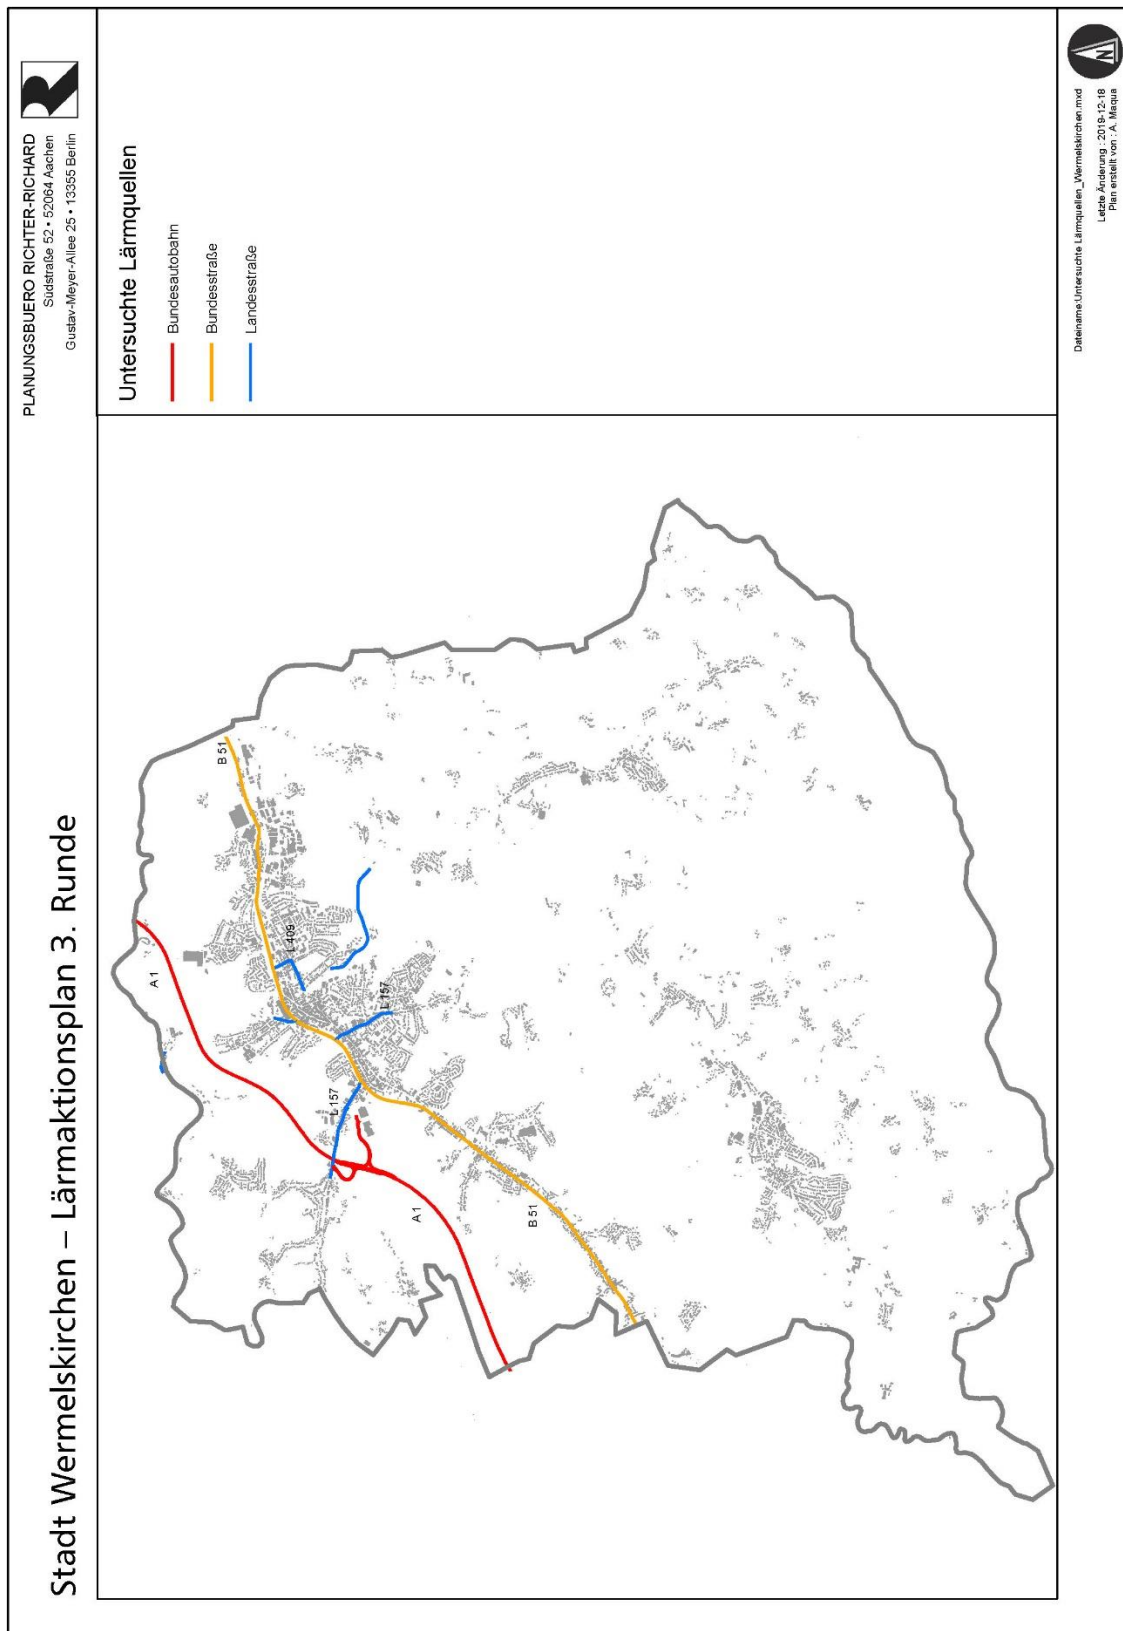 Stadt Wermelskirchen – Lärmaktionsplan 3. Runde
PLANUNGSBUERO RICHTER-RICHARD
Südstraße 52 • 52064 Aachen
Gustav-Meyer-Allee 25 • 13355 Berlin
R
Untersuchte Lärmquellen
Bundesautobahn
Bundesstraße
Landesstraße
A 1
B 51
L 409
L 157
L 157
A 1
B 51
Dateiname:Untersuchte Lärmquellen_Wermelskirchen.mxd
Letzte Änderung : 2019-12-18
Plan erstellt von : A. Maqua
N